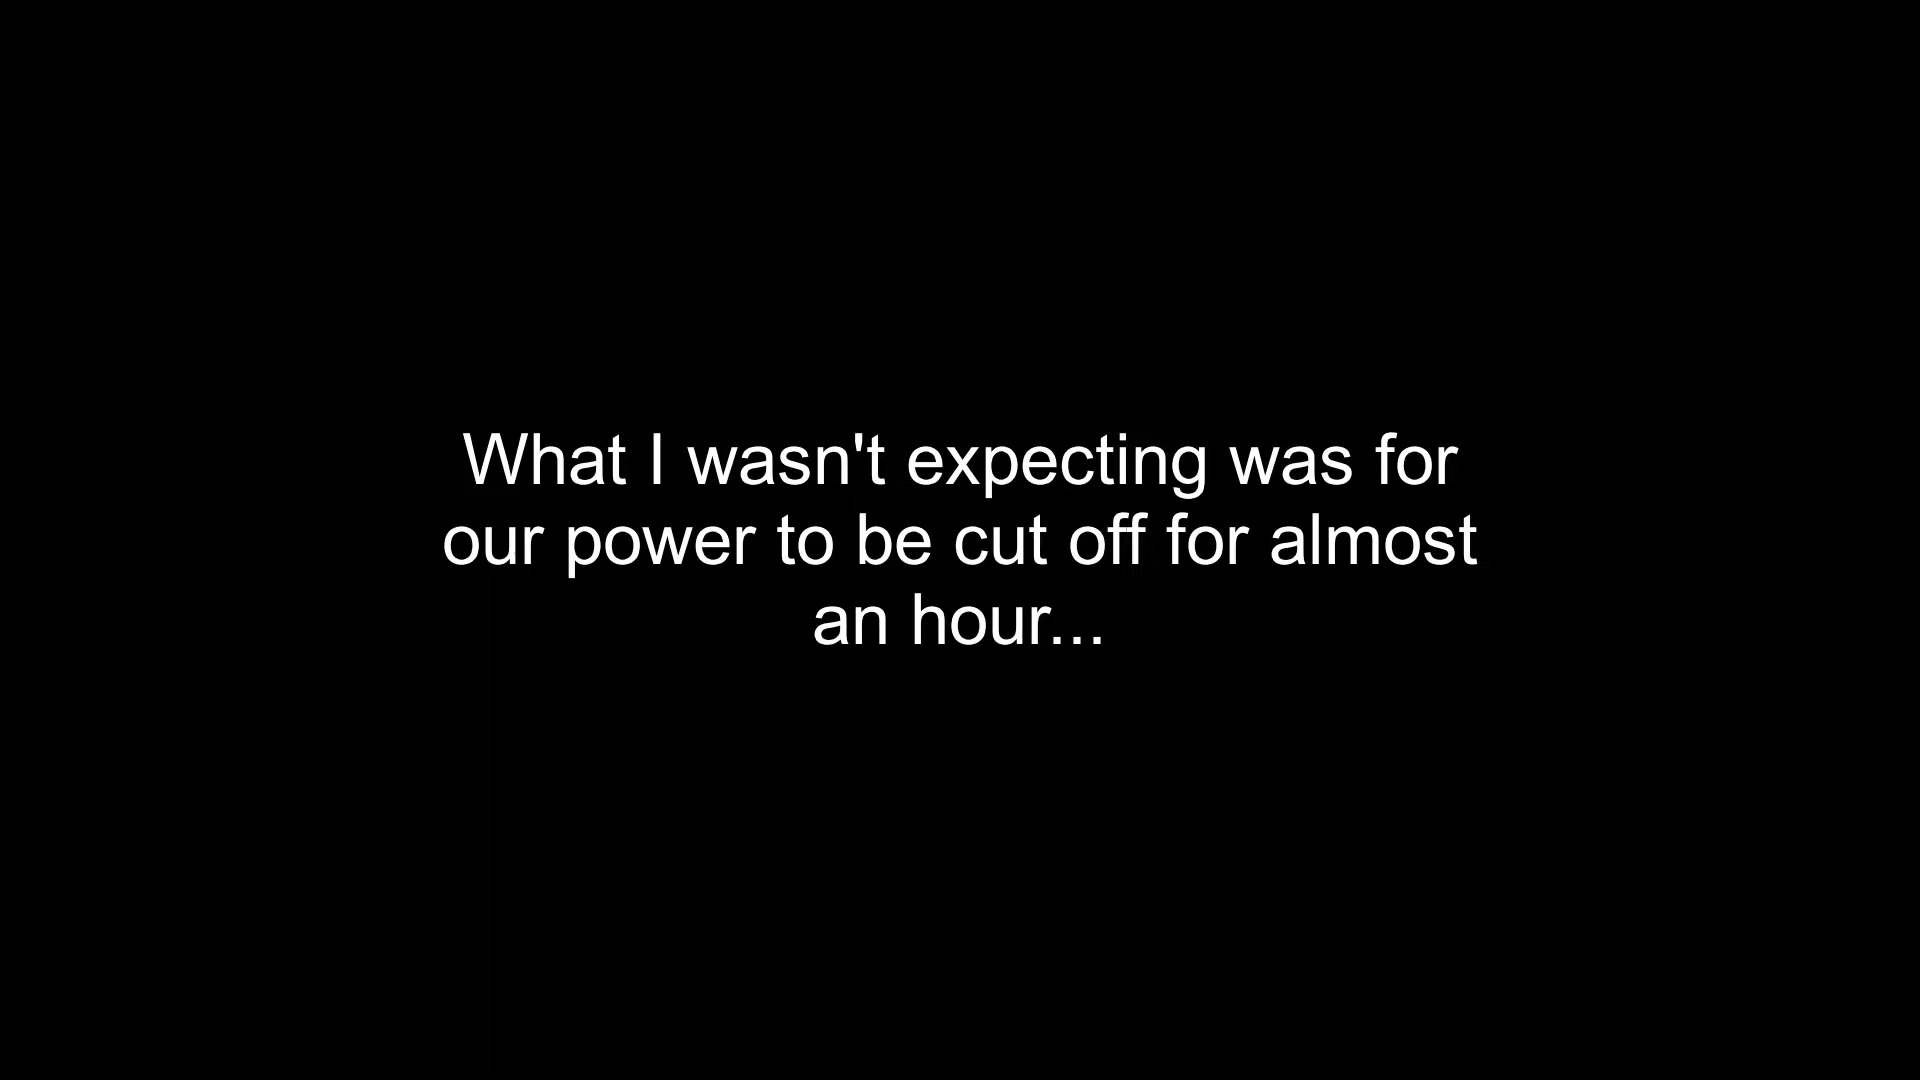 What I wasn't expecting was for
our power to be cut off for almost
an hour...